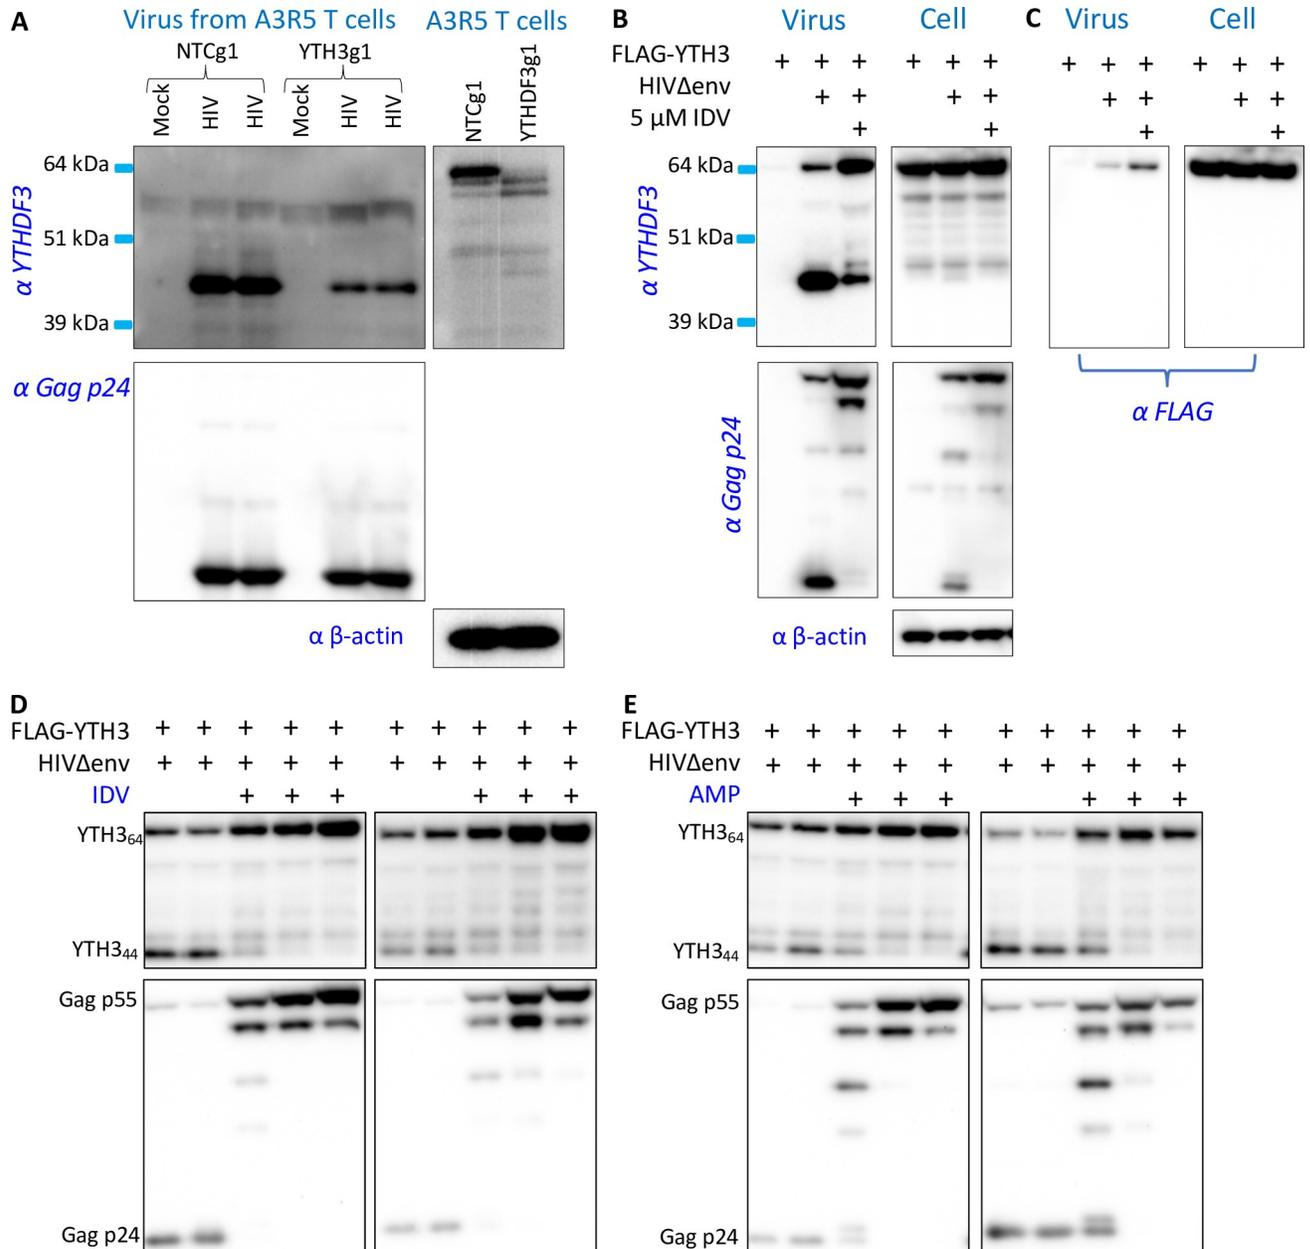 A
Virus from A3R5 T cells
A3R5 T cells
NTCg1
YTH3g1
Mock
HIV
HIV
Mock
HIV
HIV
NTCg1
YTHDF3g1
64 kDa
51 kDa
39 kDa
α YTHDF3
α Gag p24
α β-actin
B
Virus
Cell
FLAG-YTH3
+ + + + + +
HIVΔenv
+ + + +
5 µM IDV
+ +
64 kDa
51 kDa
39 kDa
α YTHDF3
α Gag p24
α β-actin
C
Virus
Cell
+ + + + + +
+ + + +
+ +
α FLAG
D
FLAG-YTH3
+ + + + + + + + + +
HIVΔenv
+ + + + + + + + + +
IDV
+ + + + + +
YTH3₆₄
YTH3₄₄
Gag p55
Gag p24
E
FLAG-YTH3
+ + + + + + + + + +
HIVΔenv
+ + + + + + + + + +
AMP
+ + + + + +
YTH3₆₄
YTH3₄₄
Gag p55
Gag p24